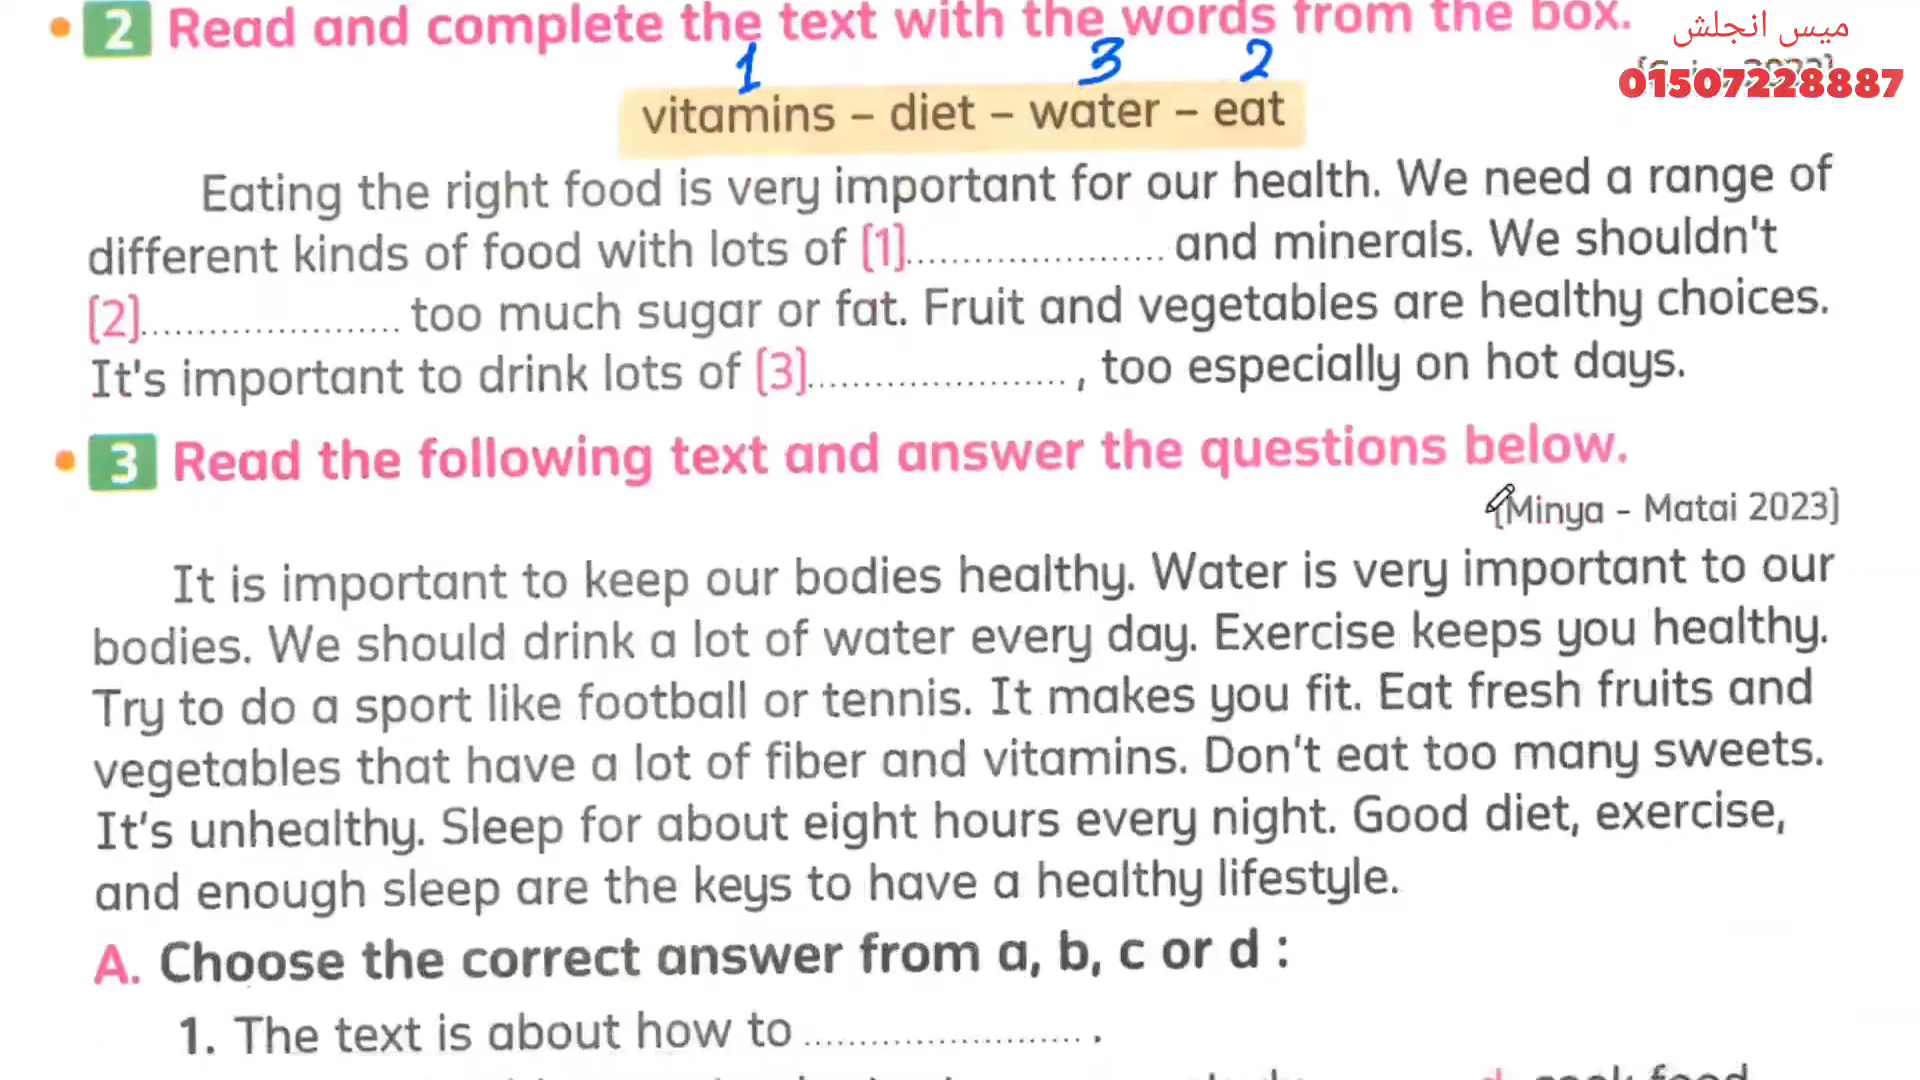 2 Read and complete the text with the words from the box.
ميس انجلش
01507228887
1 3 2
vitamins – diet – water – eat
Eating the right food is very important for our health. We need a range of
different kinds of food with lots of [1]........................ and minerals. We shouldn't
[2]........................ too much sugar or fat. Fruit and vegetables are healthy choices.
It's important to drink lots of [3]........................ , too especially on hot days.
3 Read the following text and answer the questions below.
[Minya - Matai 2023]
It is important to keep our bodies healthy. Water is very important to our
bodies. We should drink a lot of water every day. Exercise keeps you healthy.
Try to do a sport like football or tennis. It makes you fit. Eat fresh fruits and
vegetables that have a lot of fiber and vitamins. Don't eat too many sweets.
It's unhealthy. Sleep for about eight hours every night. Good diet, exercise,
and enough sleep are the keys to have a healthy lifestyle.
A. Choose the correct answer from a, b, c or d :
1. The text is about how to ........................ .
d. cook food